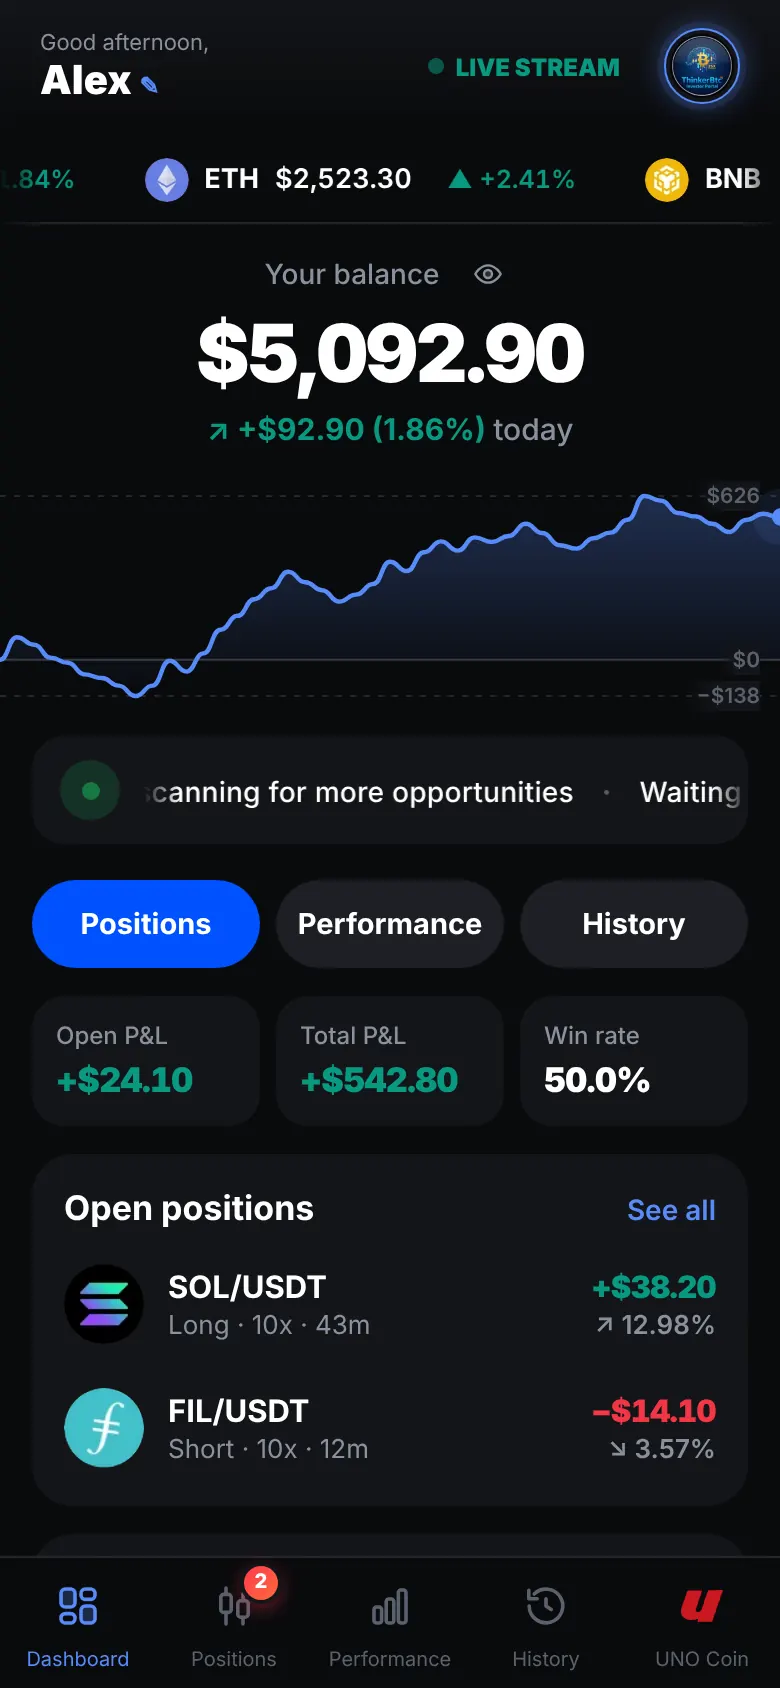 Good afternoon,
Alex
LIVE STREAM
ThinkerBtc
Investor Portal
.84% ETH $2,523.30 ▲ +2.41% BNB
Your balance
$5,092.90
+$92.90 (1.86%) today
$626
$0
−$138
canning for more opportunities · Waiting
Positions Performance History
Open P&L Total P&L Win rate
+$24.10 +$542.80 50.0%
Open positions See all
SOL/USDT +$38.20
Long · 10x · 43m ↗ 12.98%
FIL/USDT −$14.10
Short · 10x · 12m ↘ 3.57%
2
Dashboard Positions Performance History UNO Coin